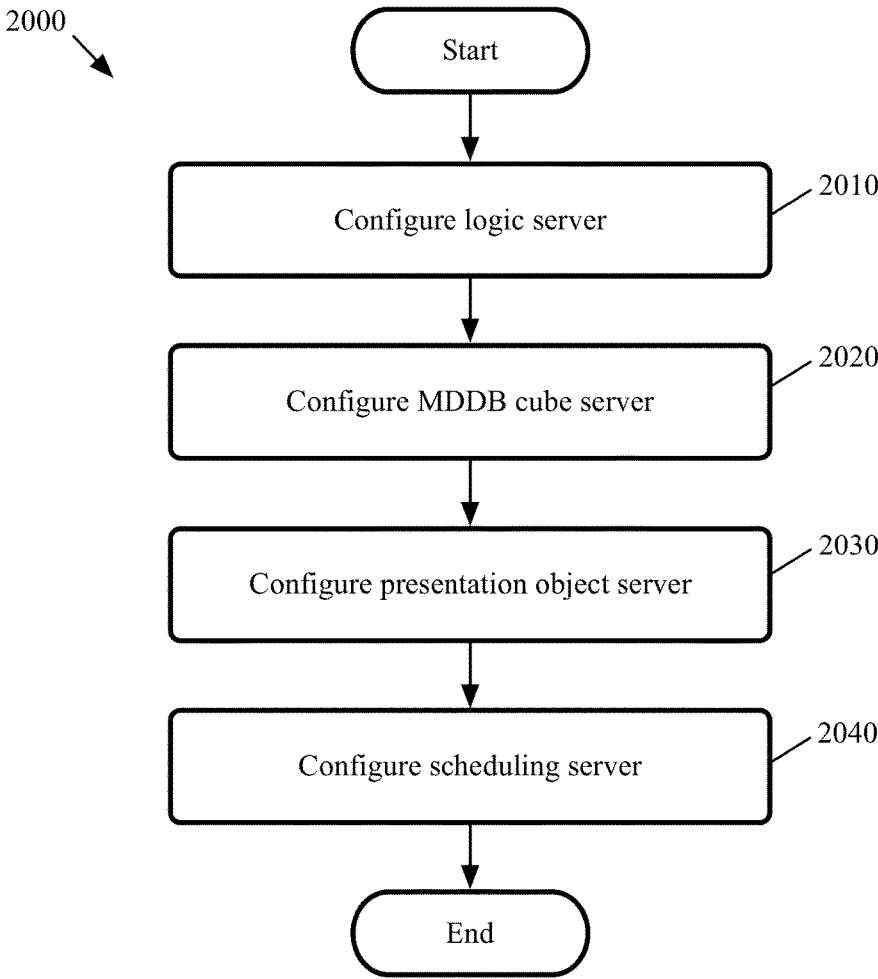 2000
Start
2010
Configure logic server
2020
Configure MDDB cube server
2030
Configure presentation object server
2040
Configure scheduling server
End